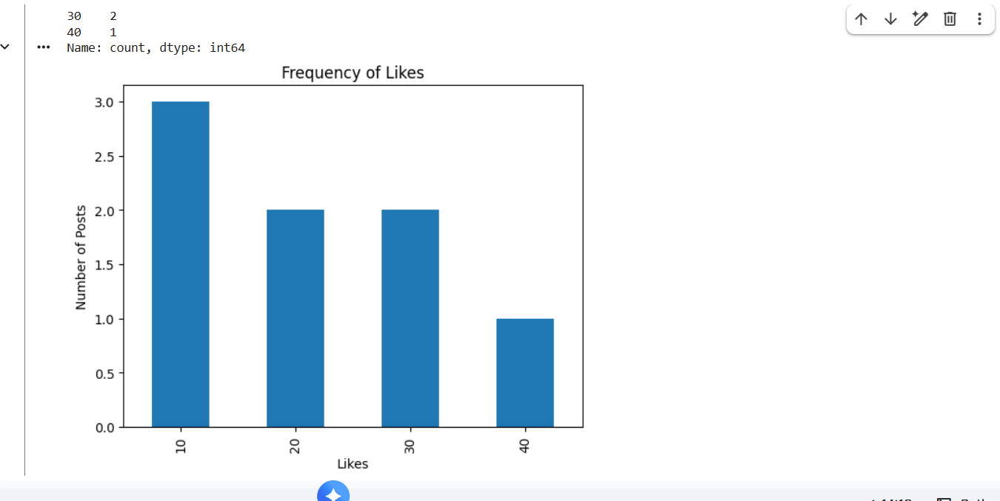 30    2
40    1
Name: count, dtype: int64
Frequency of Likes
3.0
2.5
2.0
1.5
1.0
0.5
0.0
Number of Posts
10 20 30 40
Likes